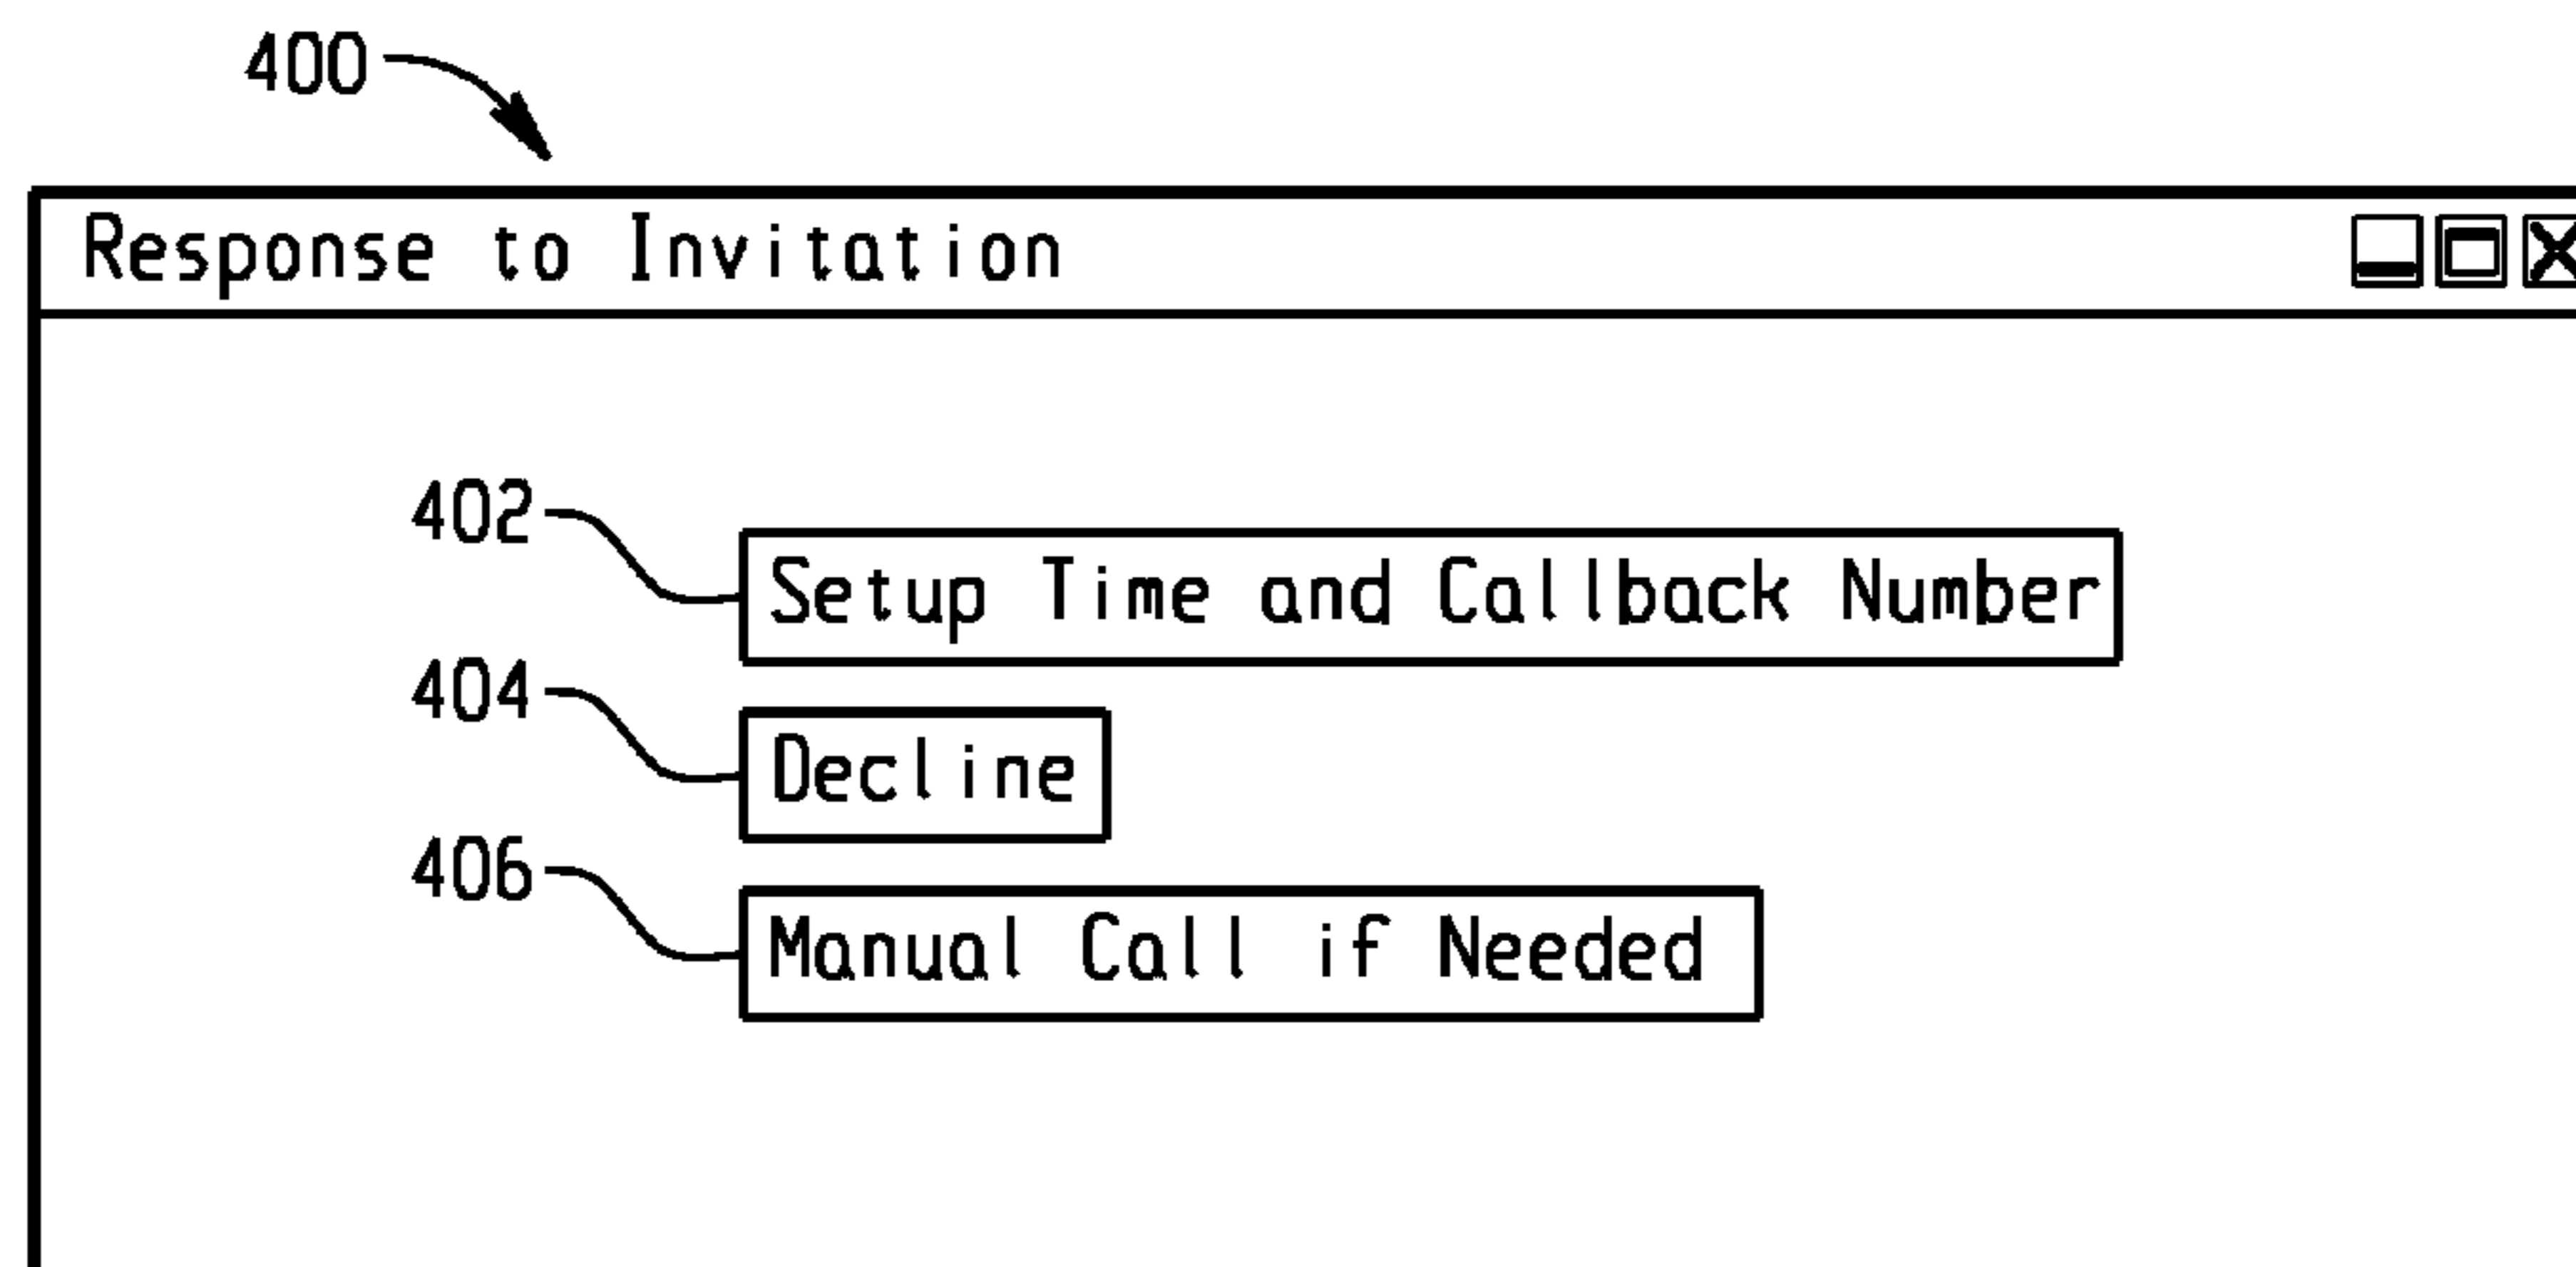 400
Response to Invitation
402
Setup Time and Callback Number
404
Decline
406
Manual Call if Needed